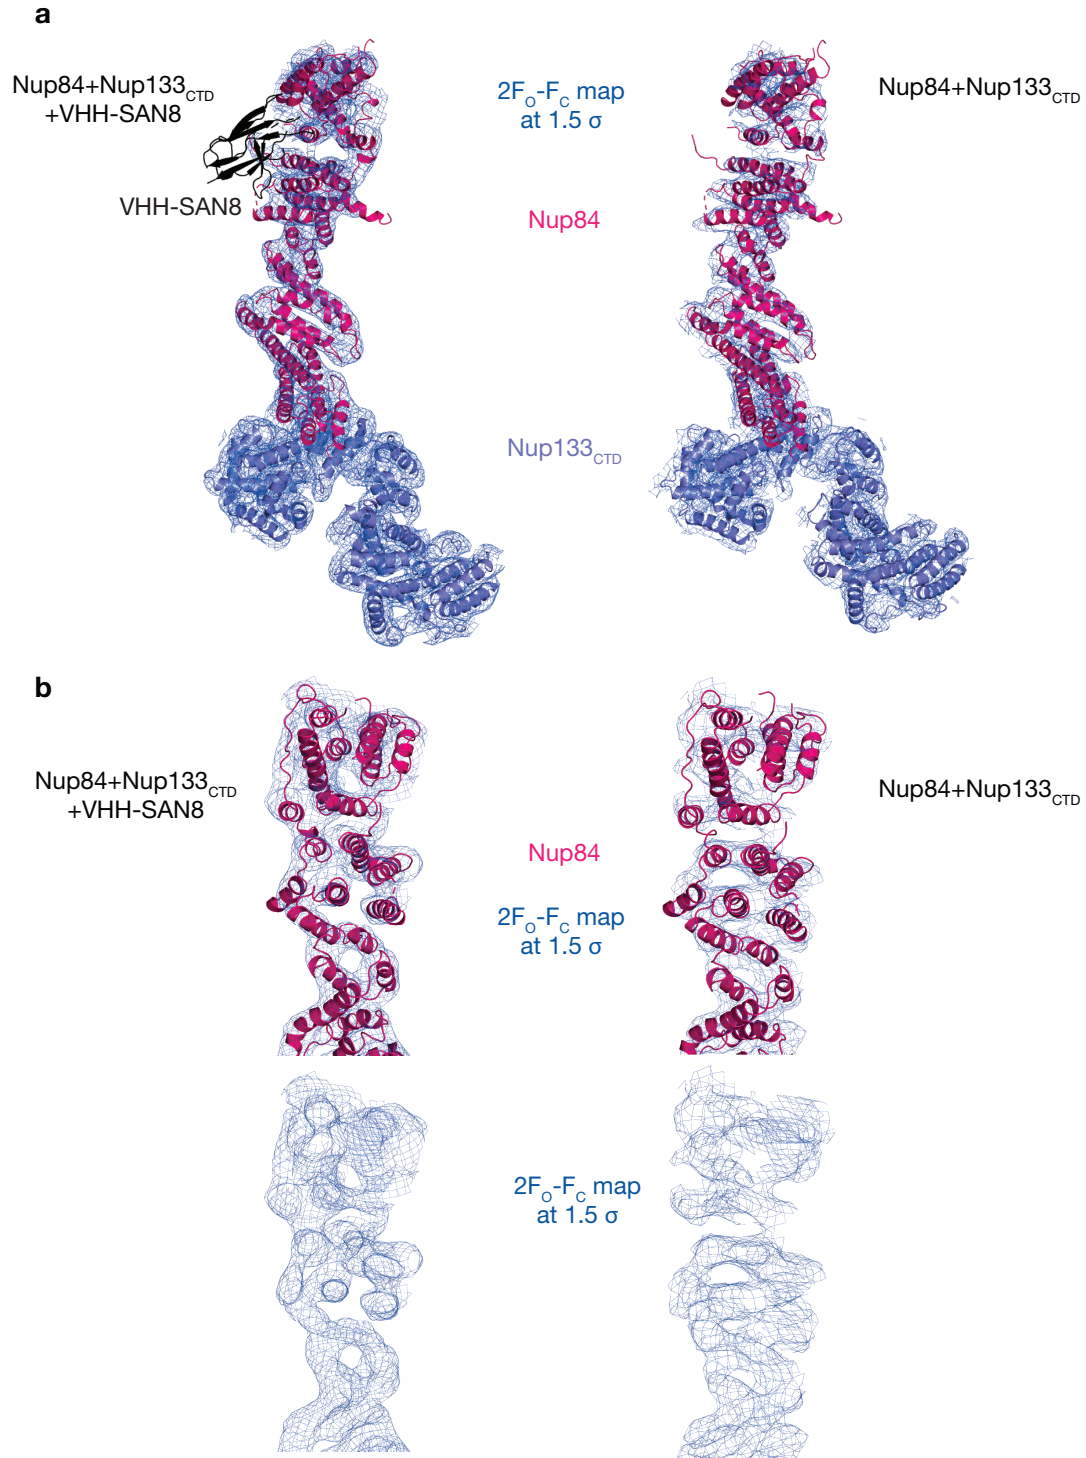 a
Nup84+Nup133CTD
+VHH-SAN8
2FO-FC map
at 1.5 σ
Nup84+Nup133CTD
VHH-SAN8
Nup84
Nup133CTD
b
Nup84+Nup133CTD
+VHH-SAN8
Nup84+Nup133CTD
Nup84
2FO-FC map
at 1.5 σ
2FO-FC map
at 1.5 σ